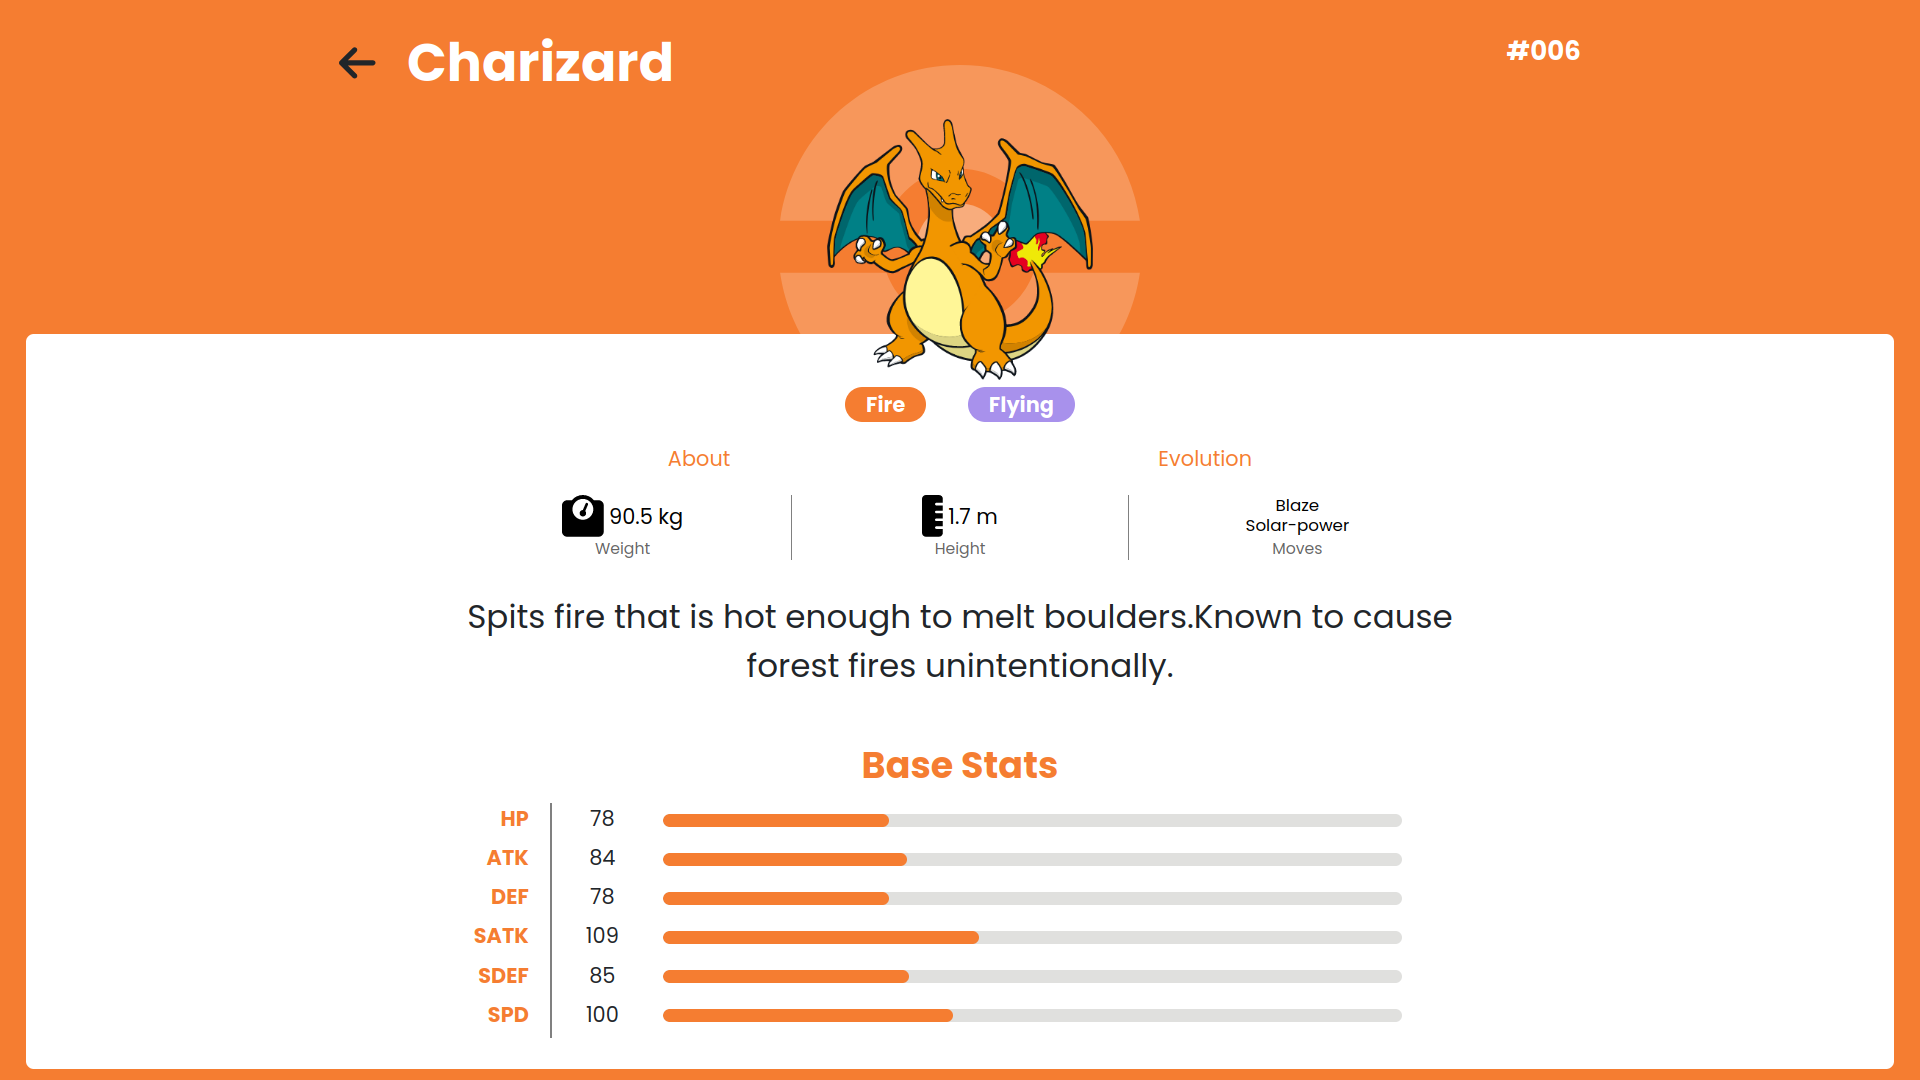 Charizard
#006
Fire
Flying
About
Evolution
90.5 kg
Weight
1.7 m
Height
Blaze
Solar-power
Moves
Spits fire that is hot enough to melt boulders.Known to cause
forest fires unintentionally.
Base Stats
HP 78
ATK 84
DEF 78
SATK 109
SDEF 85
SPD 100